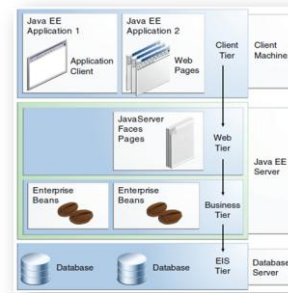 Java EE
Application 1
Java EE
Application 2
Application
Client
Web
Pages
Client
Tier
Client
Machine
JavaServer
Faces
Pages
Web
Tier
Java EE
Server
Enterprise
Beans
Enterprise
Beans
Business
Tier
Database
Database
EIS
Tier
Database
Server